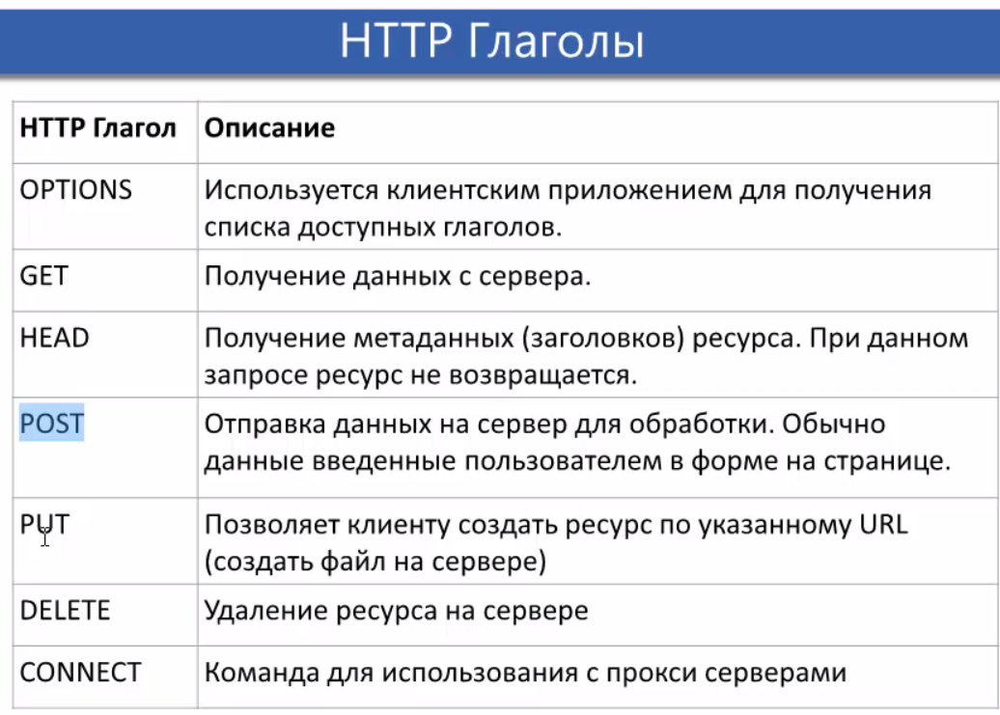 HTTP Глаголы
HTTP Глагол Описание
OPTIONS Используется клиентским приложением для получения
списка доступных глаголов.
GET Получение данных с сервера.
HEAD Получение метаданных (заголовков) ресурса. При данном
запросе ресурс не возвращается.
POST Отправка данных на сервер для обработки. Обычно
данные введенные пользователем в форме на странице.
PUT Позволяет клиенту создать ресурс по указанному URL
(создать файл на сервере)
DELETE Удаление ресурса на сервере
CONNECT Команда для использования с прокси серверами